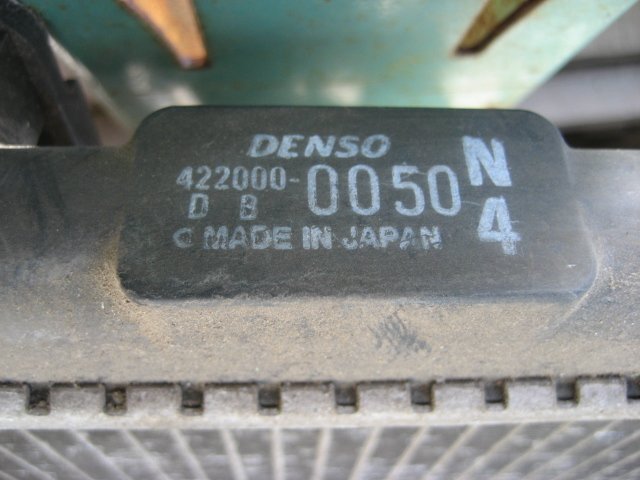 DENSO
422000-0050 N
D B
C MADE IN JAPAN 4